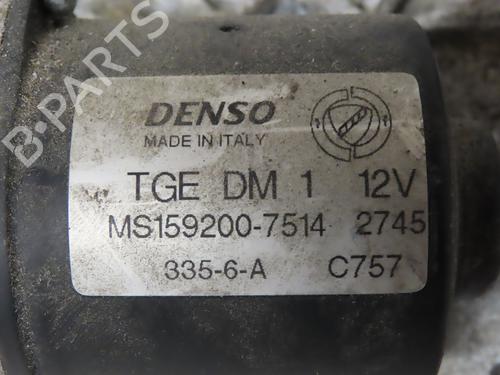 B-PARTS
DENSO
MADE IN ITALY
TGE DM 1 12V
MS159200-7514 2745
335-6-A C757